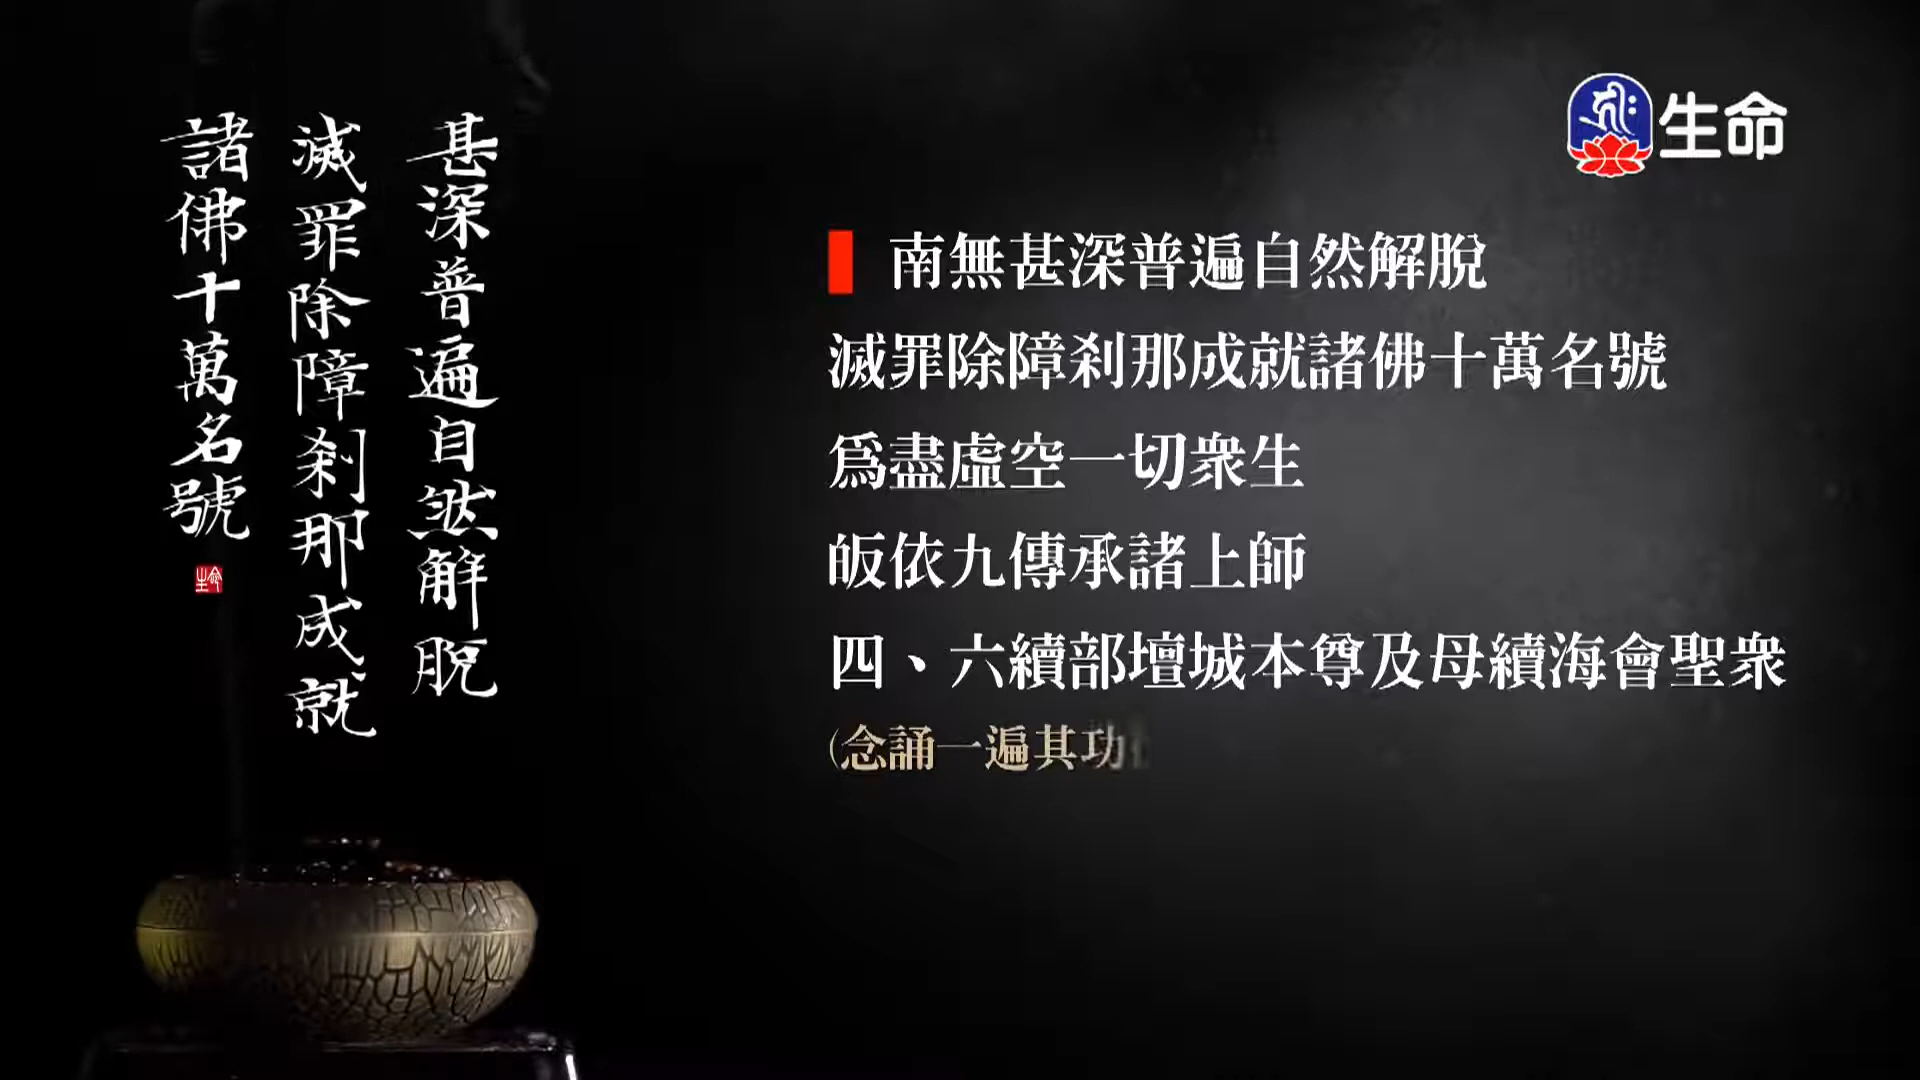 甚深普遍自然解脫
滅罪除障剎那成就
諸佛十萬名號
生命
生命
南無甚深普遍自然解脫
滅罪除障剎那成就諸佛十萬名號
爲盡虛空一切衆生
皈依九傳承諸上師
四、六續部壇城本尊及母續海會聖衆
(念誦一遍其功